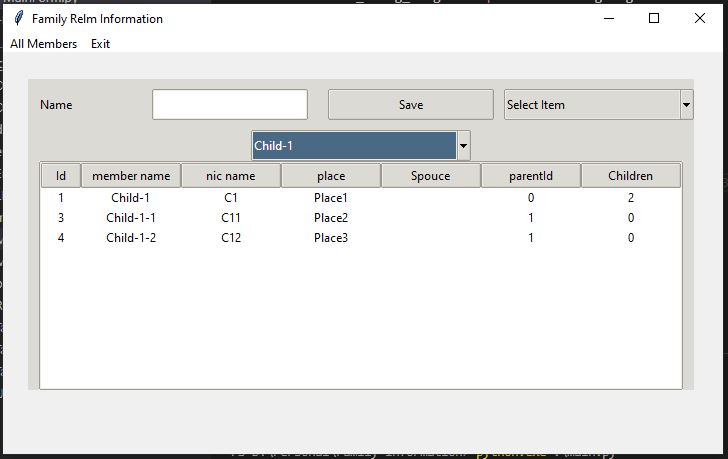 Family Relm Information
All Members Exit
Name Save Select Item
Child-1
Id member name nic name place Spouce parentId Children
1 Child-1 C1 Place1 0 2
3 Child-1-1 C11 Place2 1 0
4 Child-1-2 C12 Place3 1 0